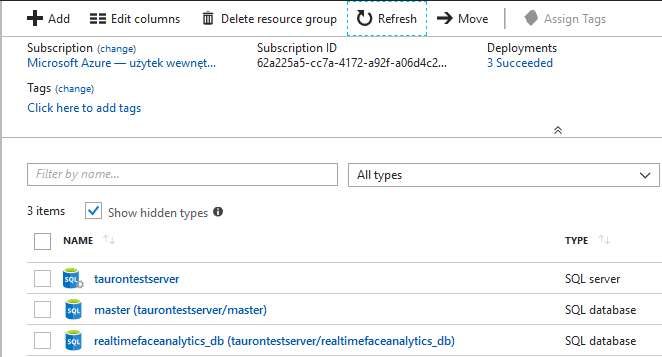 Add Edit columns Delete resource group Refresh Move Assign Tags
Subscription (change) Subscription ID Deployments
Microsoft Azure — użytek wewnęt... 62a225a5-cc7a-4172-a92f-a06d4c2... 3 Succeeded
Tags (change)
Click here to add tags
Filter by name... All types
3 items Show hidden types
NAME TYPE
taurontestserver SQL server
master (taurontestserver/master) SQL database
realtimefaceanalytics_db (taurontestserver/realtimefaceanalytics_db) SQL database